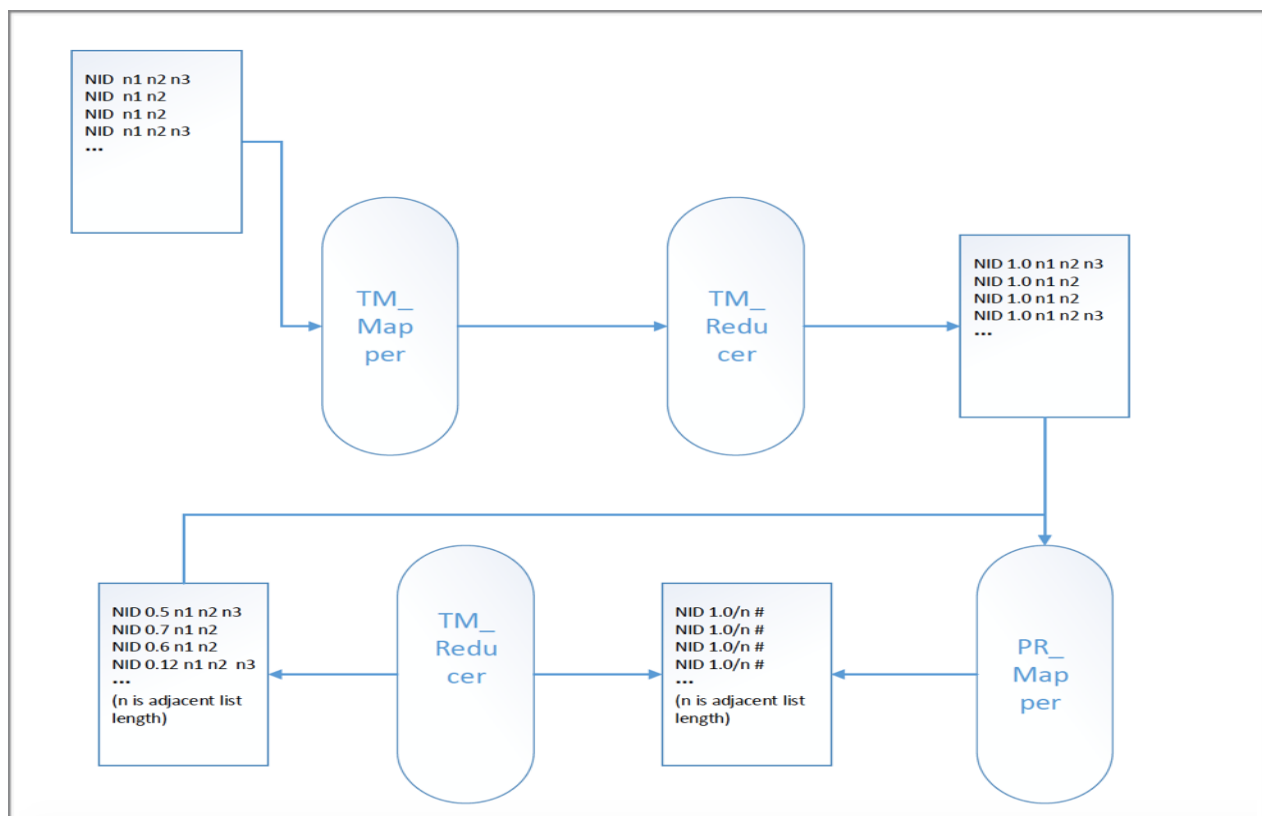 NID n1 n2 n3
NID n1 n2
NID n1 n2
NID n1 n2 n3
...
TM_
Map
per
TM_
Redu
cer
NID 1.0 n1 n2 n3
NID 1.0 n1 n2
NID 1.0 n1 n2
NID 1.0 n1 n2 n3
...
NID 0.5 n1 n2 n3
NID 0.7 n1 n2
NID 0.6 n1 n2
NID 0.12 n1 n2 n3
...
(n is adjacent list
length)
TM_
Redu
cer
NID 1.0/n #
NID 1.0/n #
NID 1.0/n #
NID 1.0/n #
...
(n is adjacent list
length)
PR_
Map
per